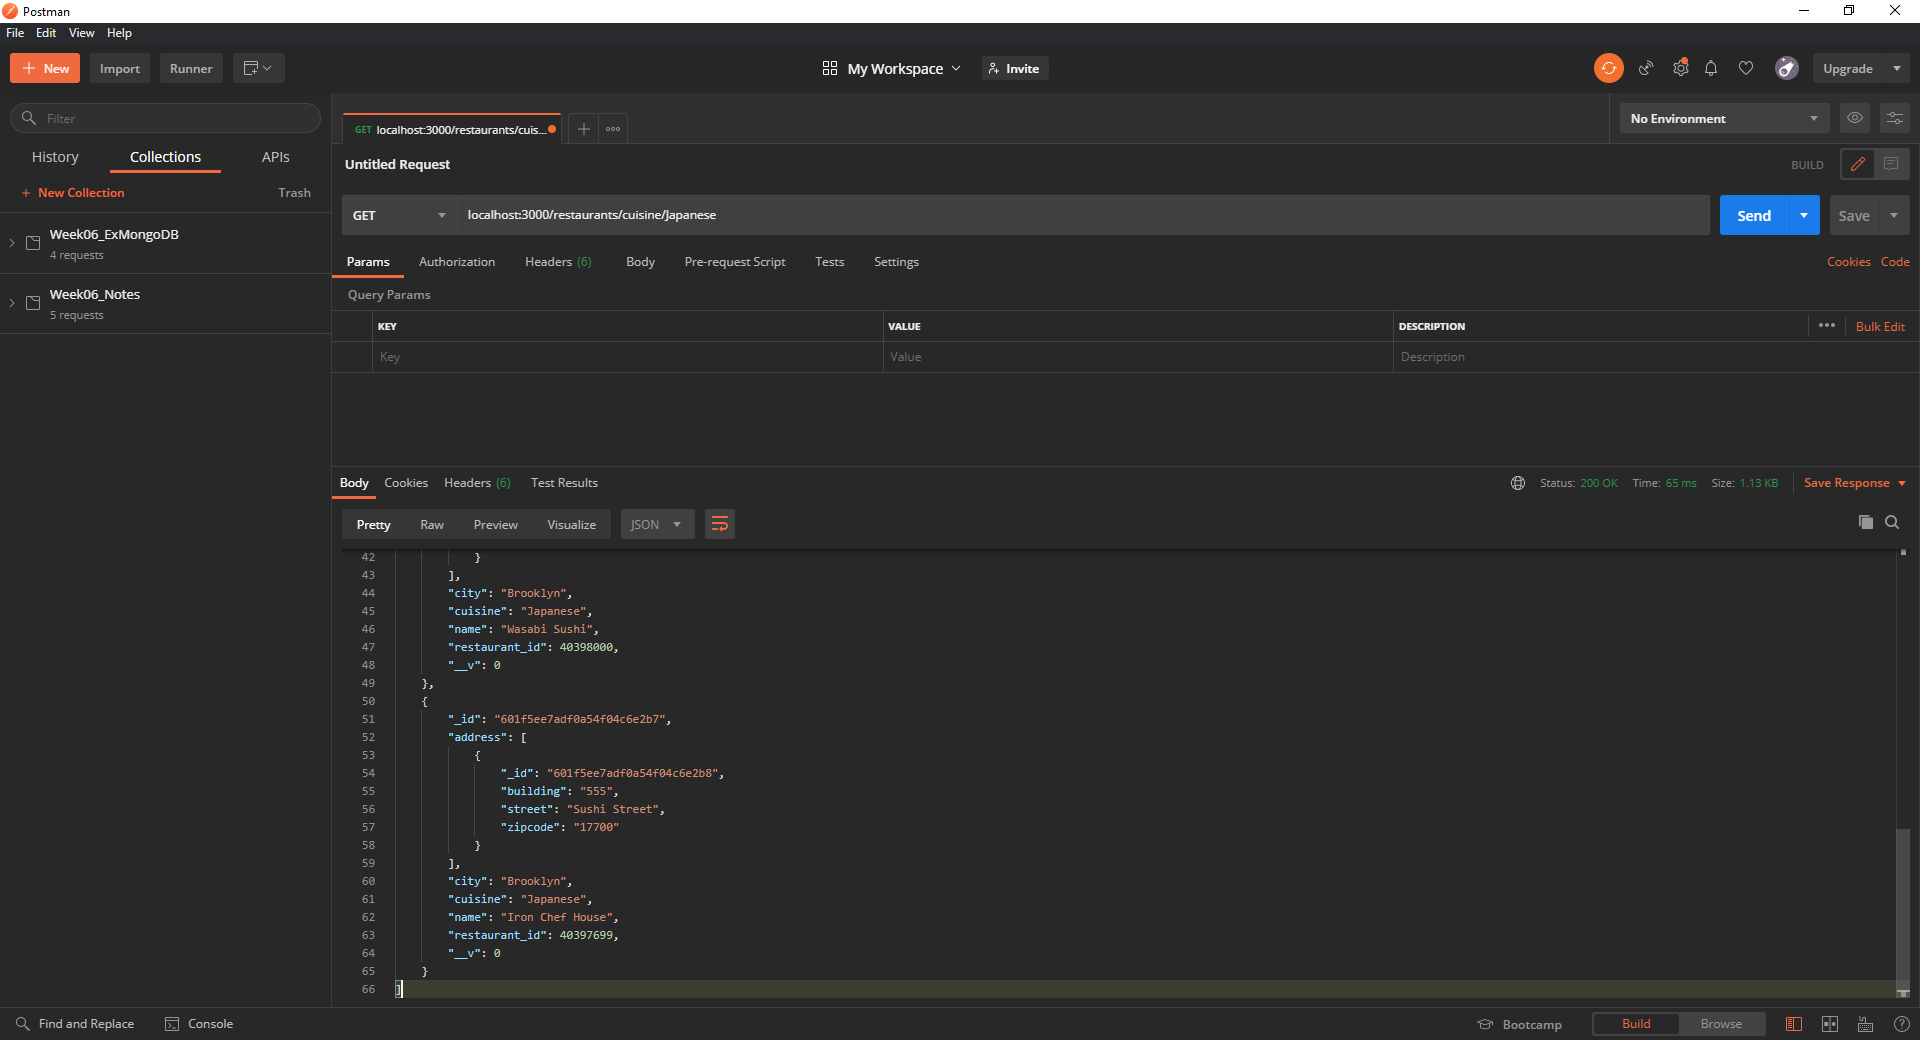 Postman
File Edit View Help
New Import Runner My Workspace Invite Upgrade
Filter
GET localhost:3000/restaurants/cuis... No Environment
History Collections APIs
Untitled Request BUILD
+ New Collection Trash
GET localhost:3000/restaurants/cuisine/Japanese Send Save
Week06_ExMongoDB
4 requests
Week06_Notes
5 requests
Params Authorization Headers (6) Body Pre-request Script Tests Settings Cookies Code
Query Params
KEY VALUE DESCRIPTION Bulk Edit
Key Value Description
Body Cookies Headers (6) Test Results Status: 200 OK Time: 65 ms Size: 1.13 KB Save Response
Pretty Raw Preview Visualize JSON
42 }
43 ],
44 "city": "Brooklyn",
45 "cuisine": "Japanese",
46 "name": "Wasabi Sushi",
47 "restaurant_id": 40398000,
48 "__v": 0
49 },
50 {
51 "_id": "601f5ee7adf0a54f04c6e2b7",
52 "address": [
53 {
54 "_id": "601f5ee7adf0a54f04c6e2b8",
55 "building": "555",
56 "street": "Sushi Street",
57 "zipcode": "17700"
58 }
59 ],
60 "city": "Brooklyn",
61 "cuisine": "Japanese",
62 "name": "Iron Chef House",
63 "restaurant_id": 40397699,
64 "__v": 0
65 }
66 ]
Find and Replace Console Bootcamp Build Browse